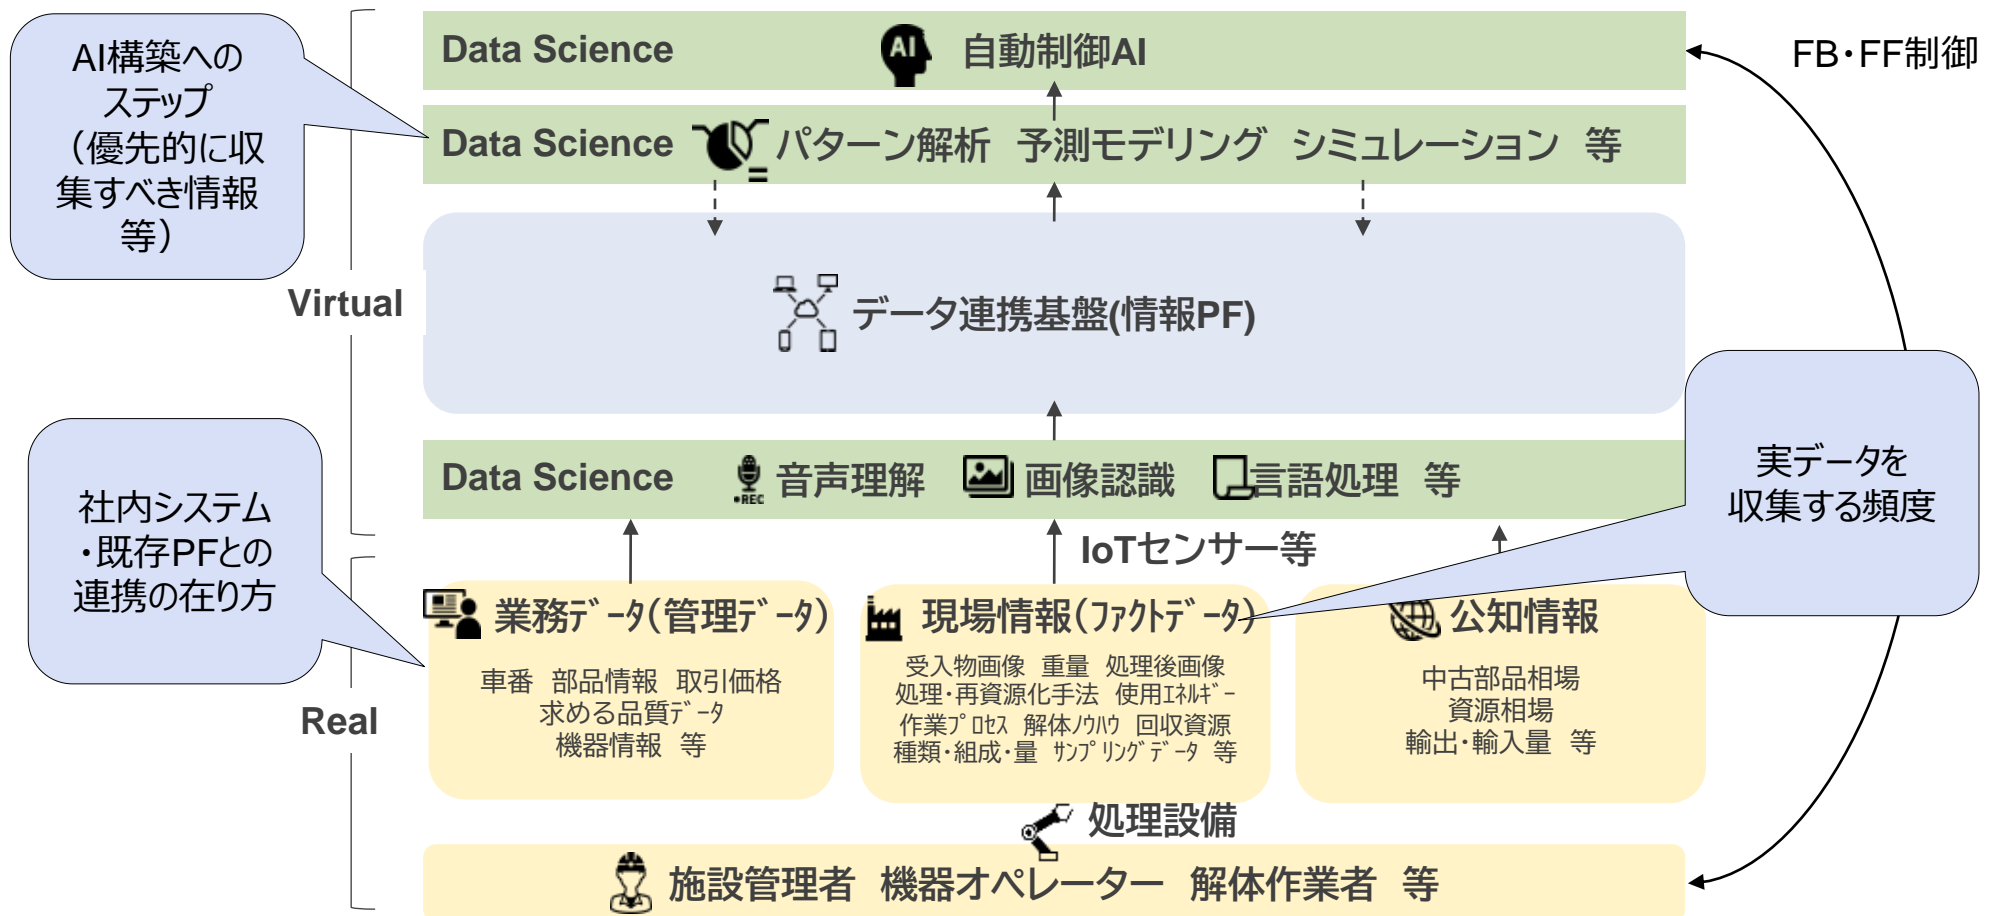 AI構築への
ステップ
（優先的に収
集すべき情報
等）
Data Science 自動制御AI
FB・FF制御
Data Science パターン解析 予測モデリング シミュレーション 等
Virtual
データ連携基盤(情報PF)
Data Science 音声理解 画像認識 言語処理 等
REC
実データを
収集する頻度
社内システム
・既存PFとの
連携の在り方
IoTセンサー等
業務ﾃﾞｰﾀ(管理ﾃﾞｰﾀ)
車番 部品情報 取引価格
求める品質ﾃﾞｰﾀ
機器情報 等
現場情報(ﾌｧｸﾄﾃﾞｰﾀ)
受入物画像 重量 処理後画像
処理・再資源化手法 使用ｴﾈﾙｷﾞｰ
作業ﾌﾟﾛｾｽ 解体ﾉｳﾊｳ 回収資源
種類・組成・量 ｻﾝﾌﾟﾘﾝｸﾞﾃﾞｰﾀ 等
公知情報
中古部品相場
資源相場
輸出・輸入量 等
Real
処理設備
施設管理者 機器オペレーター 解体作業者 等
AI